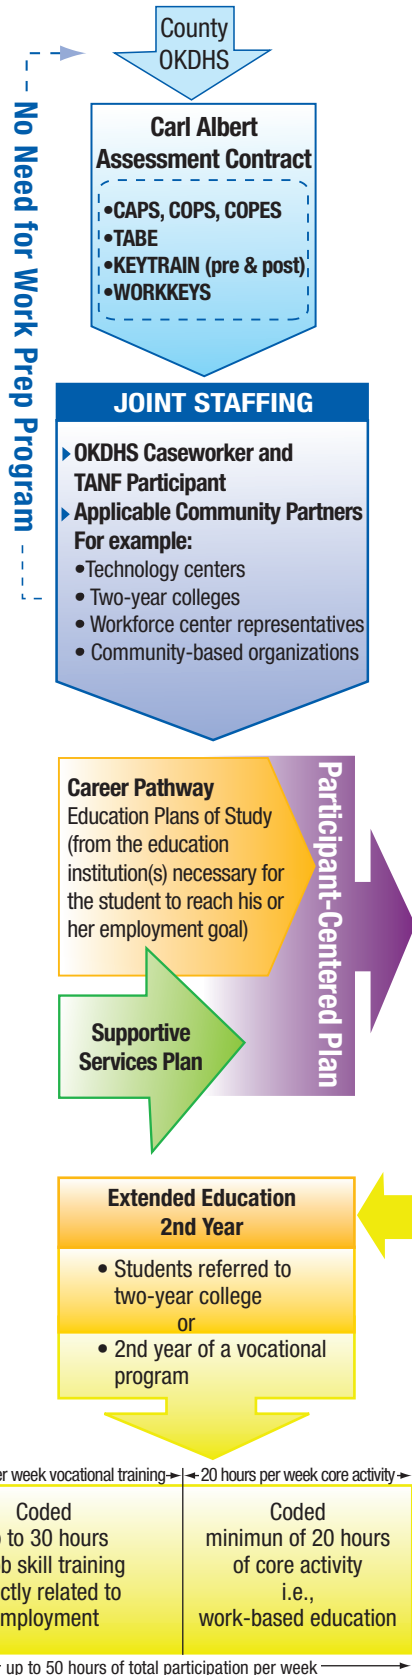 County
OKDHS
No Need for Work Prep Program
Carl Albert
Assessment Contract
•CAPS, COPS, COPES
•TABE
•KEYTRAIN (pre & post)
•WORKKEYS
JOINT STAFFING
OKDHS Caseworker and
TANF Participant
Applicable Community Partners
For example:
•Technology centers
• Two-year colleges
• Workforce center representatives
• Community-based organizations
Career Pathway
Education Plans of Study
(from the education
institution(s) necessary for
the student to reach his or
her employment goal)
Participant-Centered Plan
Supportive
Services Plan
Extended Education
2nd Year
• Students referred to
two-year college
or
• 2nd year of a vocational
program
per week vocational training
20 hours per week core activity
Coded
to 30 hours
skill training
related to
Coded
minimun of 20 hours
of core activity
i.e.,
work-based education
up to 50 hours of total participation per week